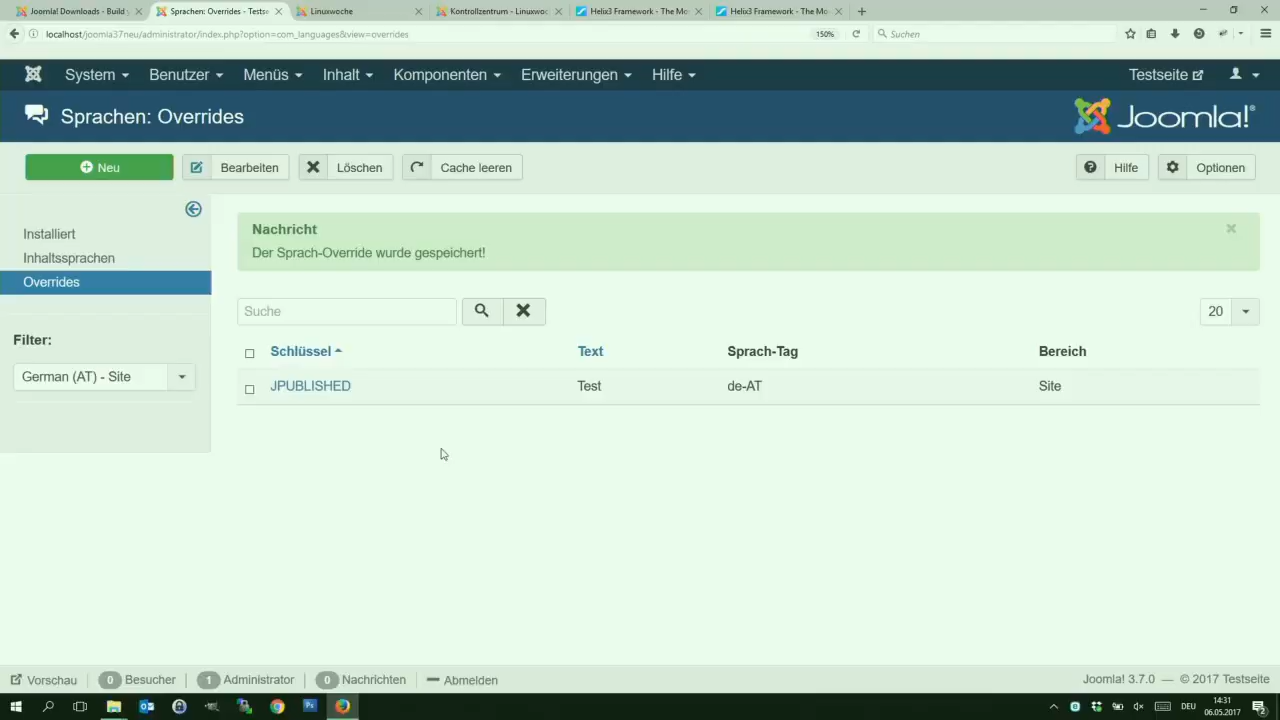 Joomla! Downloads - Build
Sprachen: Overrides - Testse
Linuxwoche
Kontrollzentrum - Linuxwoc
Helix3 Framework - The Mo
Helix3 Framework - The Mo
localhost/joomla37neu/administrator/index.php?option=com_languages&view=overrides
150%
Suchen
System
Benutzer
Menüs
Inhalt
Komponenten
Erweiterungen
Hilfe
Testseite
Sprachen: Overrides
Joomla!®
Neu
Bearbeiten
Löschen
Cache leeren
Hilfe
Optionen
Installiert
Inhaltssprachen
Overrides
Filter:
German (AT) - Site
Nachricht
Der Sprach-Override wurde gespeichert!
Suche
20
Schlüssel
Text
Sprach-Tag
Bereich
JPUBLISHED
Test
de-AT
Site
Vorschau
0 Besucher
1 Administrator
0 Nachrichten
Abmelden
Joomla! 3.7.0 — © 2017 Testseite
DEU
14:31
06.05.2017
2